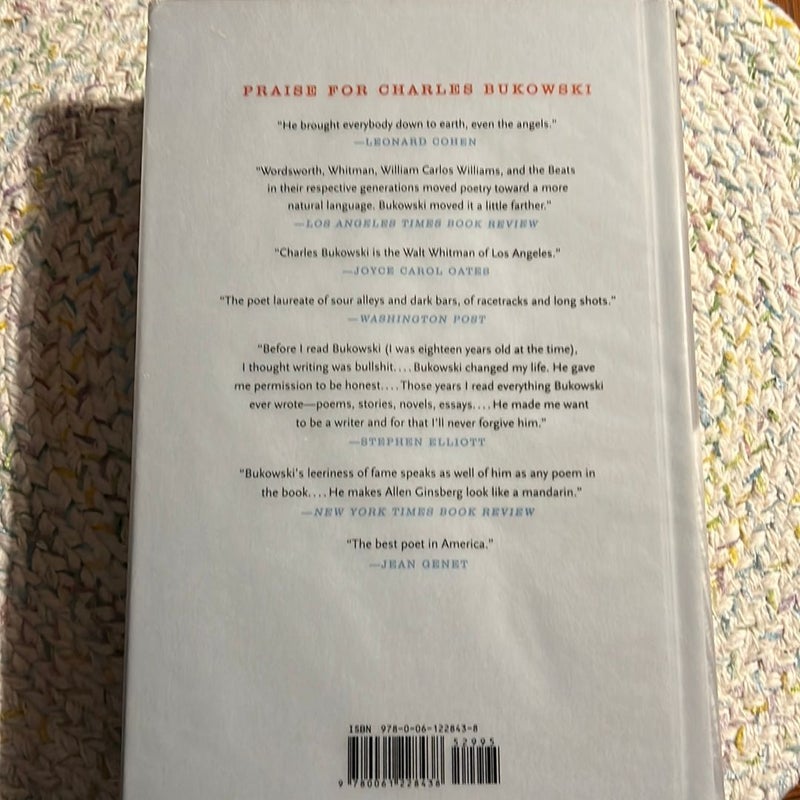 PRAISE FOR CHARLES BUKOWSKI
“He brought everybody down to earth, even the angels.”
—LEONARD COHEN
“Wordsworth, Whitman, William Carlos Williams, and the Beats
in their respective generations moved poetry toward a more
natural language. Bukowski moved it a little farther.”
—LOS ANGELES TIMES BOOK REVIEW
“Charles Bukowski is the Walt Whitman of Los Angeles.”
—JOYCE CAROL OATES
“The poet laureate of sour alleys and dark bars, of racetracks and long shots.”
—WASHINGTON POST
“Before I read Bukowski (I was eighteen years old at the time),
I thought writing was bullshit.... Bukowski changed my life. He gave
me permission to be honest.... Those years I read everything Bukowski
ever wrote—poems, stories, novels, essays.... He made me want
to be a writer and for that I'll never forgive him.”
—STEPHEN ELLIOTT
“Bukowski's leeriness of fame speaks as well of him as any poem in
the book.... He makes Allen Ginsberg look like a mandarin.”
—NEW YORK TIMES BOOK REVIEW
“The best poet in America.”
—JEAN GENET
ISBN 978-0-06-122843-8
52995
9 780061 228438